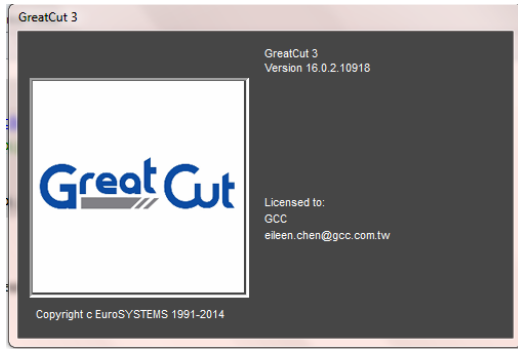 GreatCut 3
GreatCut 3
Version 16.0.2.10918
Great Cut
Licensed to:
GCC
eileen.chen@gcc.com.tw
Copyright c EuroSYSTEMS 1991-2014